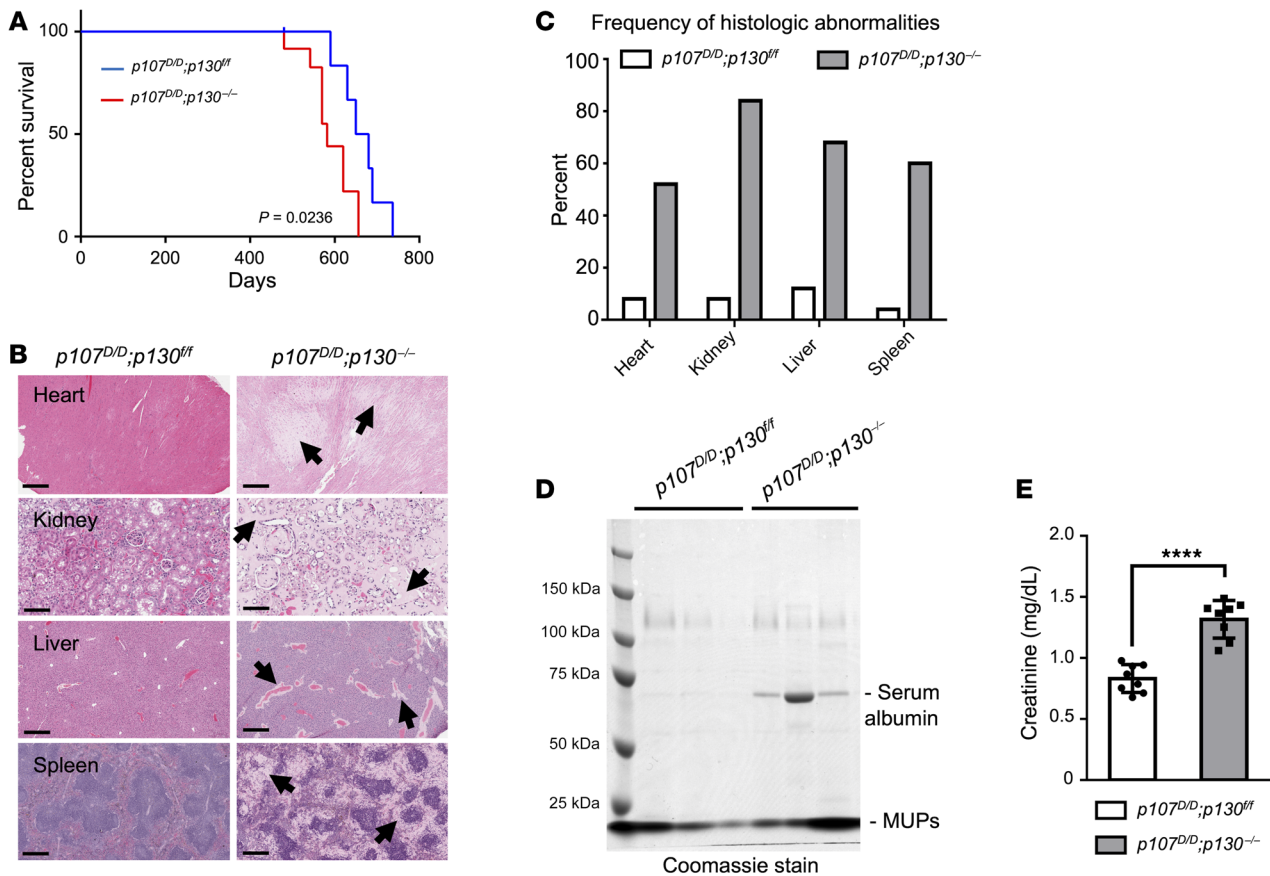 A
100
50
0
Percent survival
p107D/D;p130f/f
p107D/D;p130–/–
P = 0.0236
0 200 400 600 800
Days
B
p107D/D;p130f/f p107D/D;p130–/–
Heart
Kidney
Liver
Spleen
C
Frequency of histologic abnormalities
p107D/D;p130f/f p107D/D;p130–/–
100
80
60
40
20
0
Percent
Heart Kidney Liver Spleen
D
p107D/D;p130f/f p107D/D;p130–/–
150 kDa
100 kDa
75 kDa
50 kDa
25 kDa
- Serum
albumin
- MUPs
Coomassie stain
E
2.0
1.5
1.0
0.5
0
Creatinine (mg/dL)
****
p107D/D;p130f/f
p107D/D;p130–/–